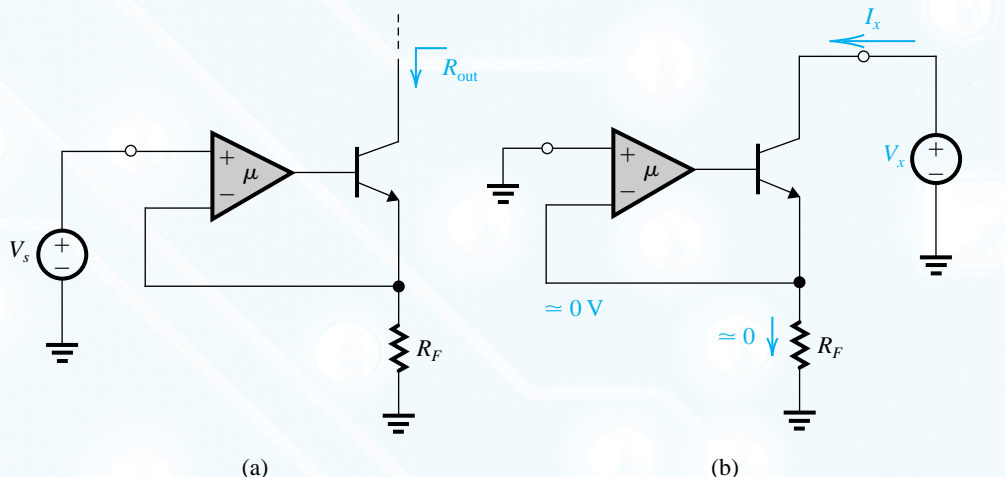 R_out
+
μ
−
V_s
+
−
R_F
(a)
I_x
+
μ
−
V_x
+
−
≃ 0 V
≃ 0
R_F
(b)